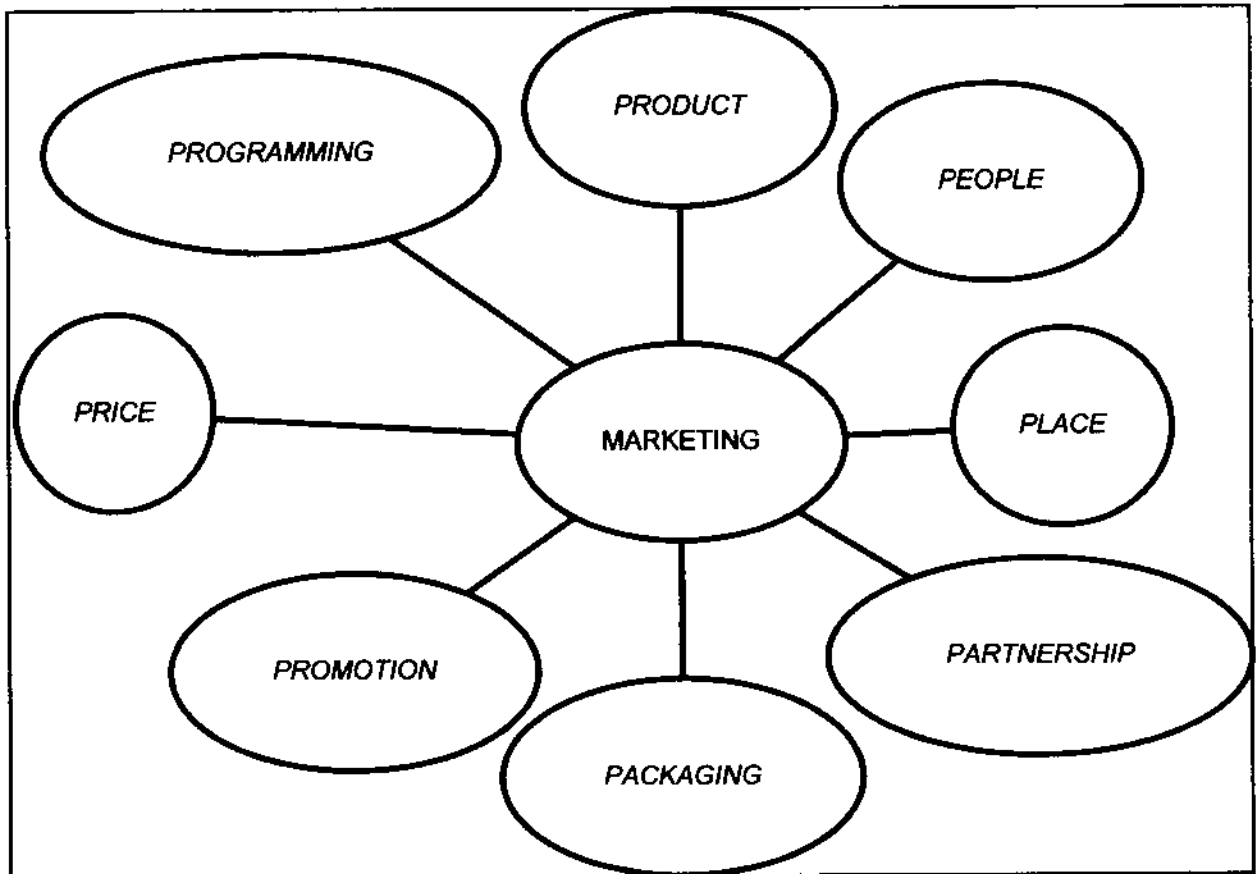 PRODUCT
PROGRAMMING
PEOPLE
PRICE
MARKETING
PLACE
PROMOTION
PARTNERSHIP
PACKAGING